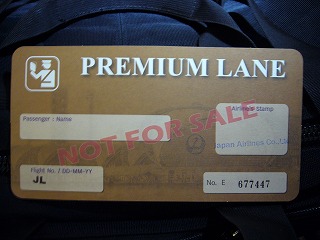 PREMIUM LANE
Passenger : Name
Airlines Stamp
NOT FOR SALE
Japan Airlines Co., Ltd
Flight No. / DD-MM-YY
JL
No. E 677447